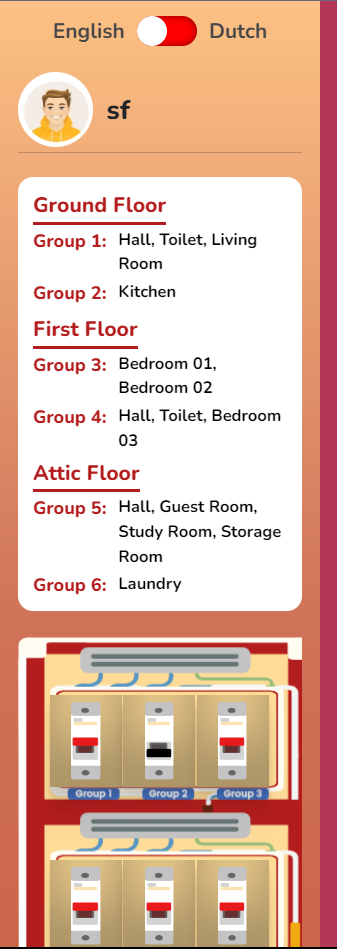 English Dutch
sf
Ground Floor
Group 1: Hall, Toilet, Living
Room
Group 2: Kitchen
First Floor
Group 3: Bedroom 01,
Bedroom 02
Group 4: Hall, Toilet, Bedroom
03
Attic Floor
Group 5: Hall, Guest Room,
Study Room, Storage
Room
Group 6: Laundry
Group 1 Group 2 Group 3